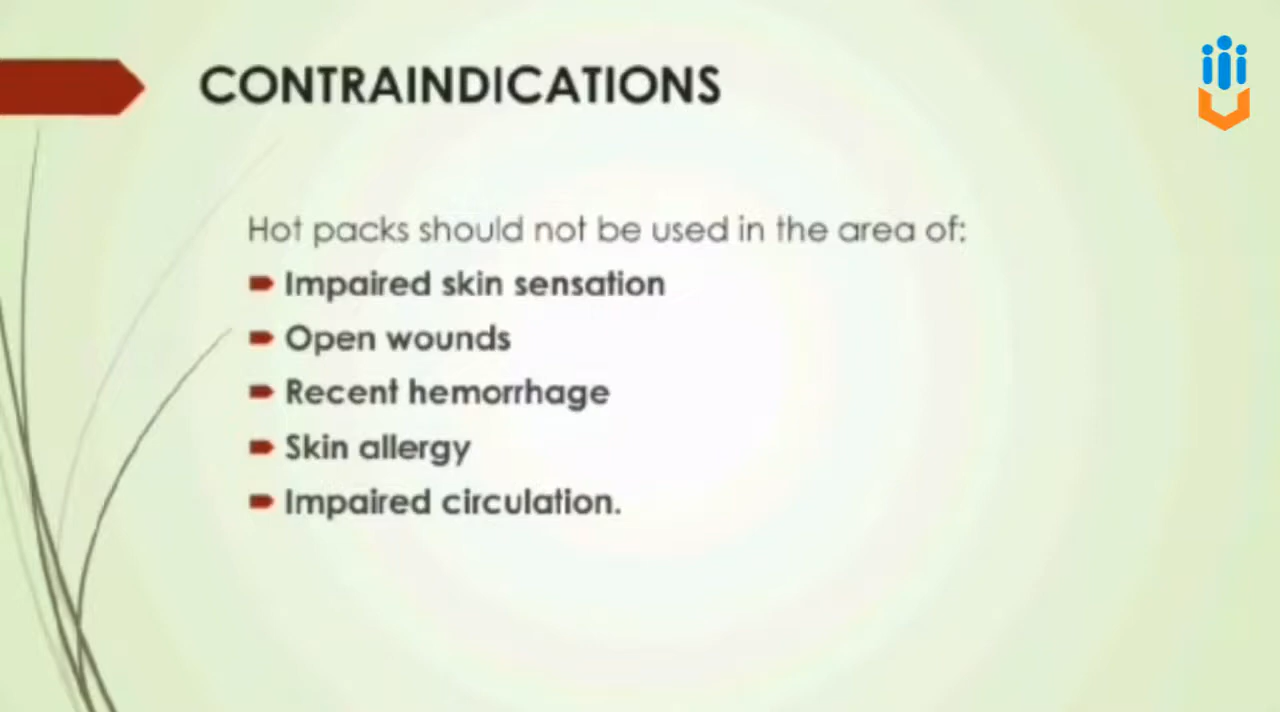 CONTRAINDICATIONS
Hot packs should not be used in the area of:
Impaired skin sensation
Open wounds
Recent hemorrhage
Skin allergy
Impaired circulation.